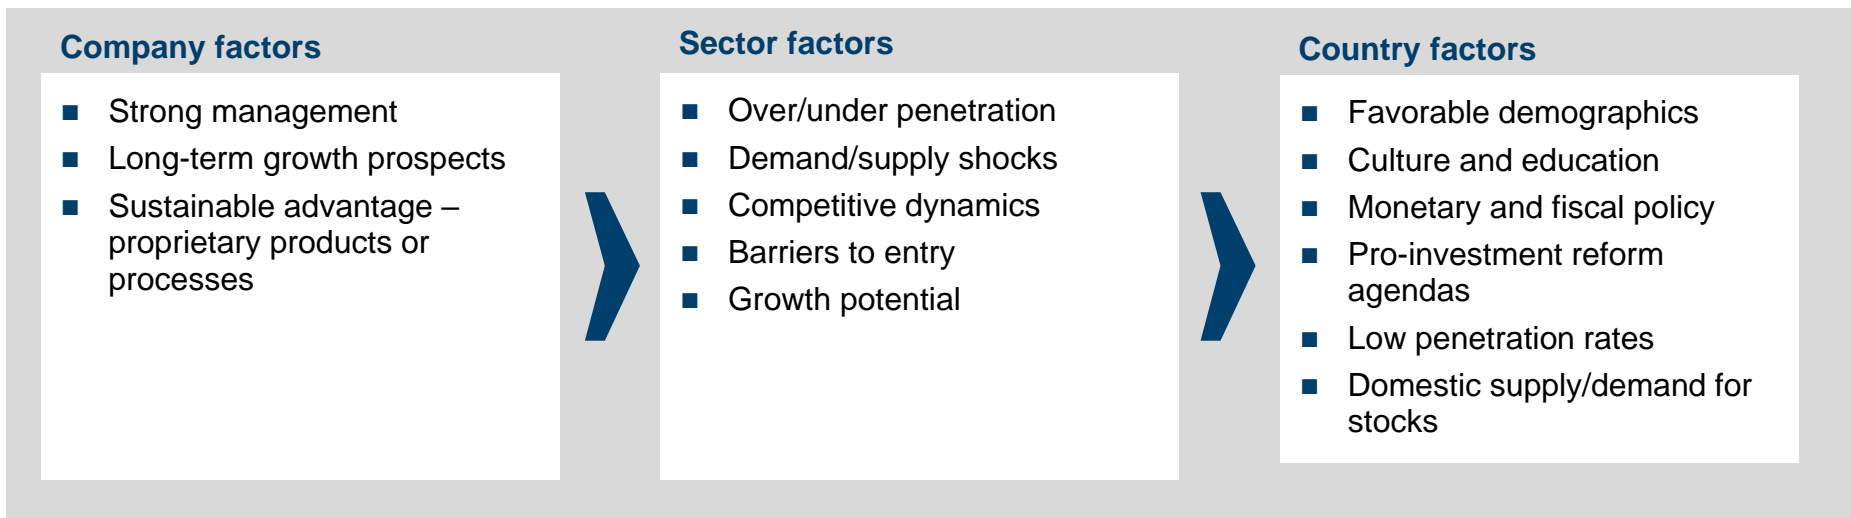 Company factors
Strong management
Long-term growth prospects
Sustainable advantage –
proprietary products or
processes
Sector factors
Over/under penetration
Demand/supply shocks
Competitive dynamics
Barriers to entry
Growth potential
Country factors
Favorable demographics
Culture and education
Monetary and fiscal policy
Pro-investment reform
agendas
Low penetration rates
Domestic supply/demand for
stocks